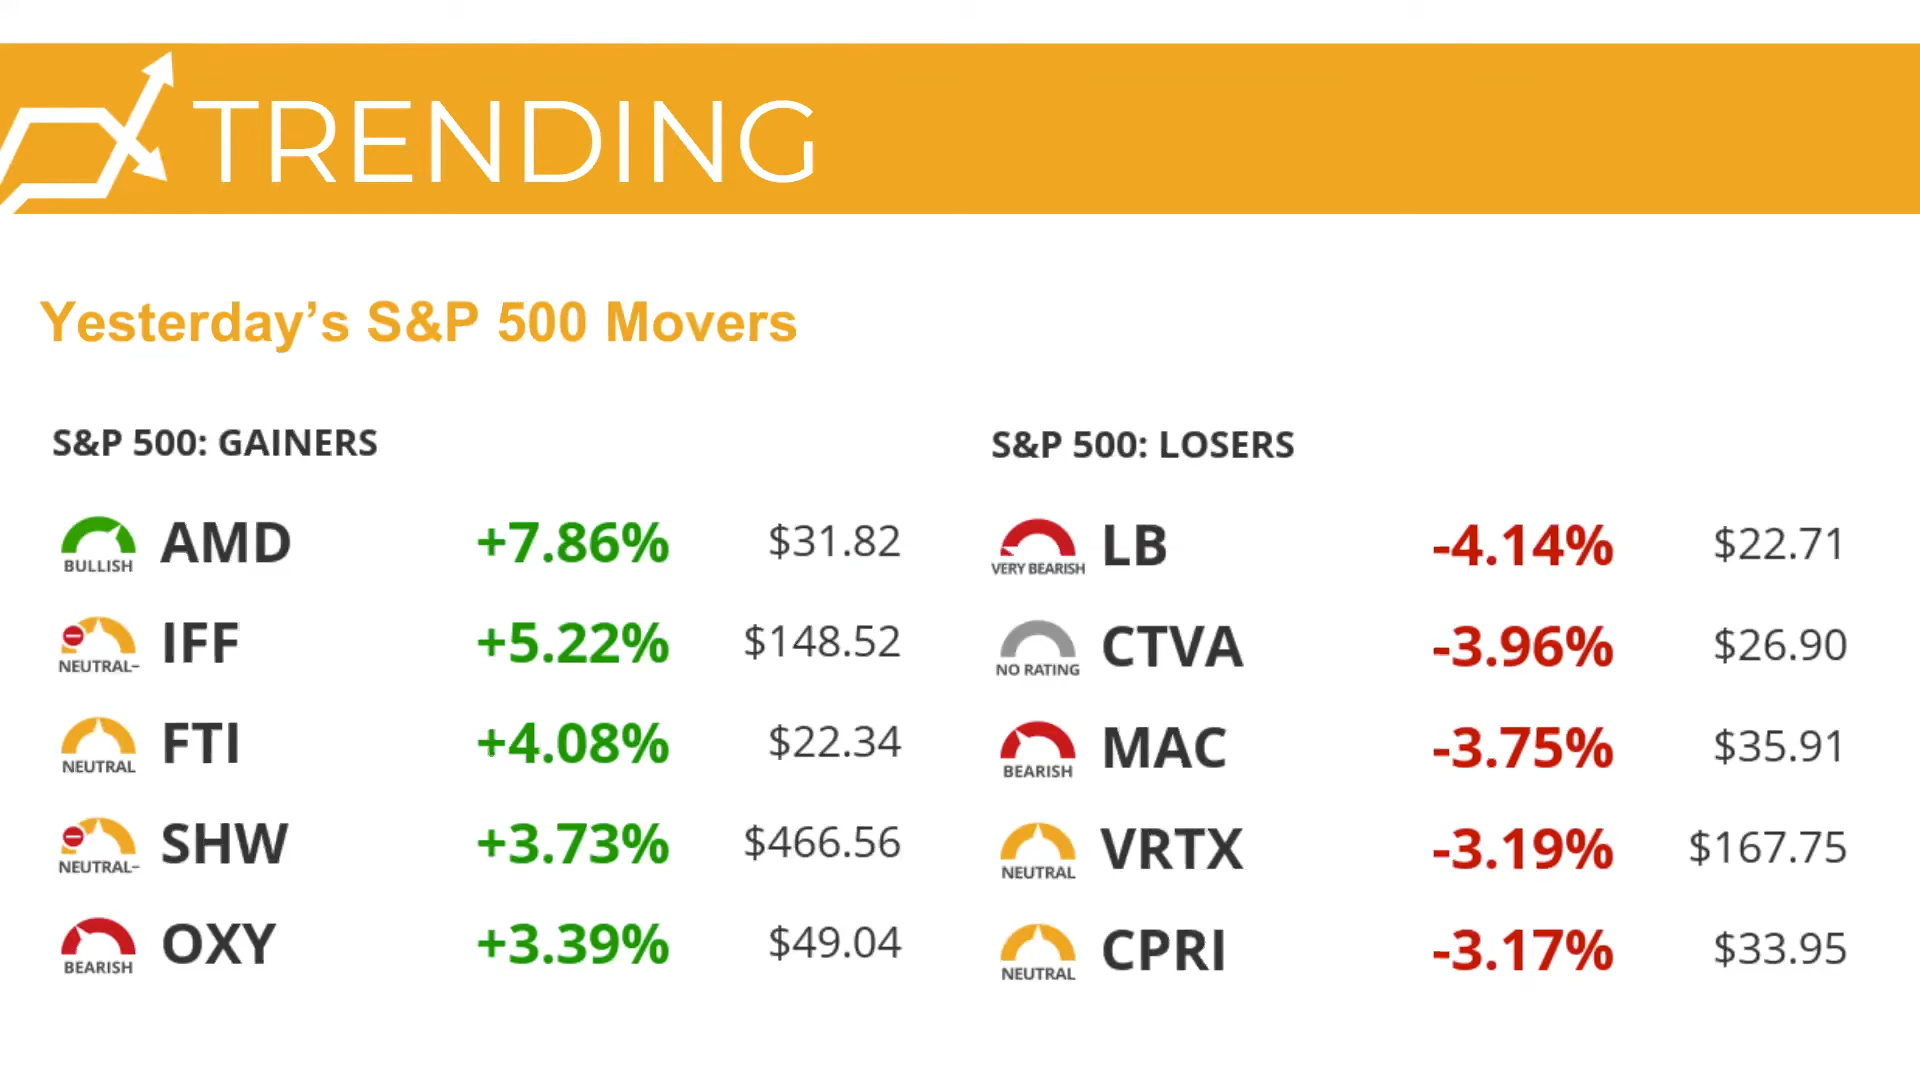 TRENDING
Yesterday’s S&P 500 Movers
S&P 500: GAINERS
BULLISH AMD +7.86% $31.82
NEUTRAL– IFF +5.22% $148.52
NEUTRAL FTI +4.08% $22.34
NEUTRAL– SHW +3.73% $466.56
BEARISH OXY +3.39% $49.04
S&P 500: LOSERS
VERY BEARISH LB -4.14% $22.71
NO RATING CTVA -3.96% $26.90
BEARISH MAC -3.75% $35.91
NEUTRAL VRTX -3.19% $167.75
NEUTRAL CPRI -3.17% $33.95